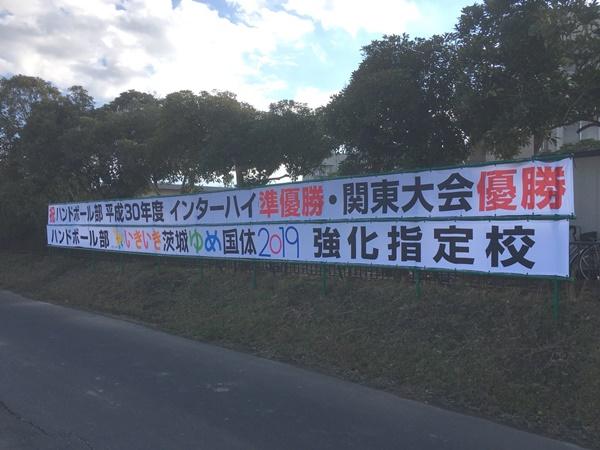 祝ハンドボール部 平成30年度 インターハイ準優勝・関東大会優勝
ハンドボール部 いきいき茨城ゆめ国体2019 強化指定校